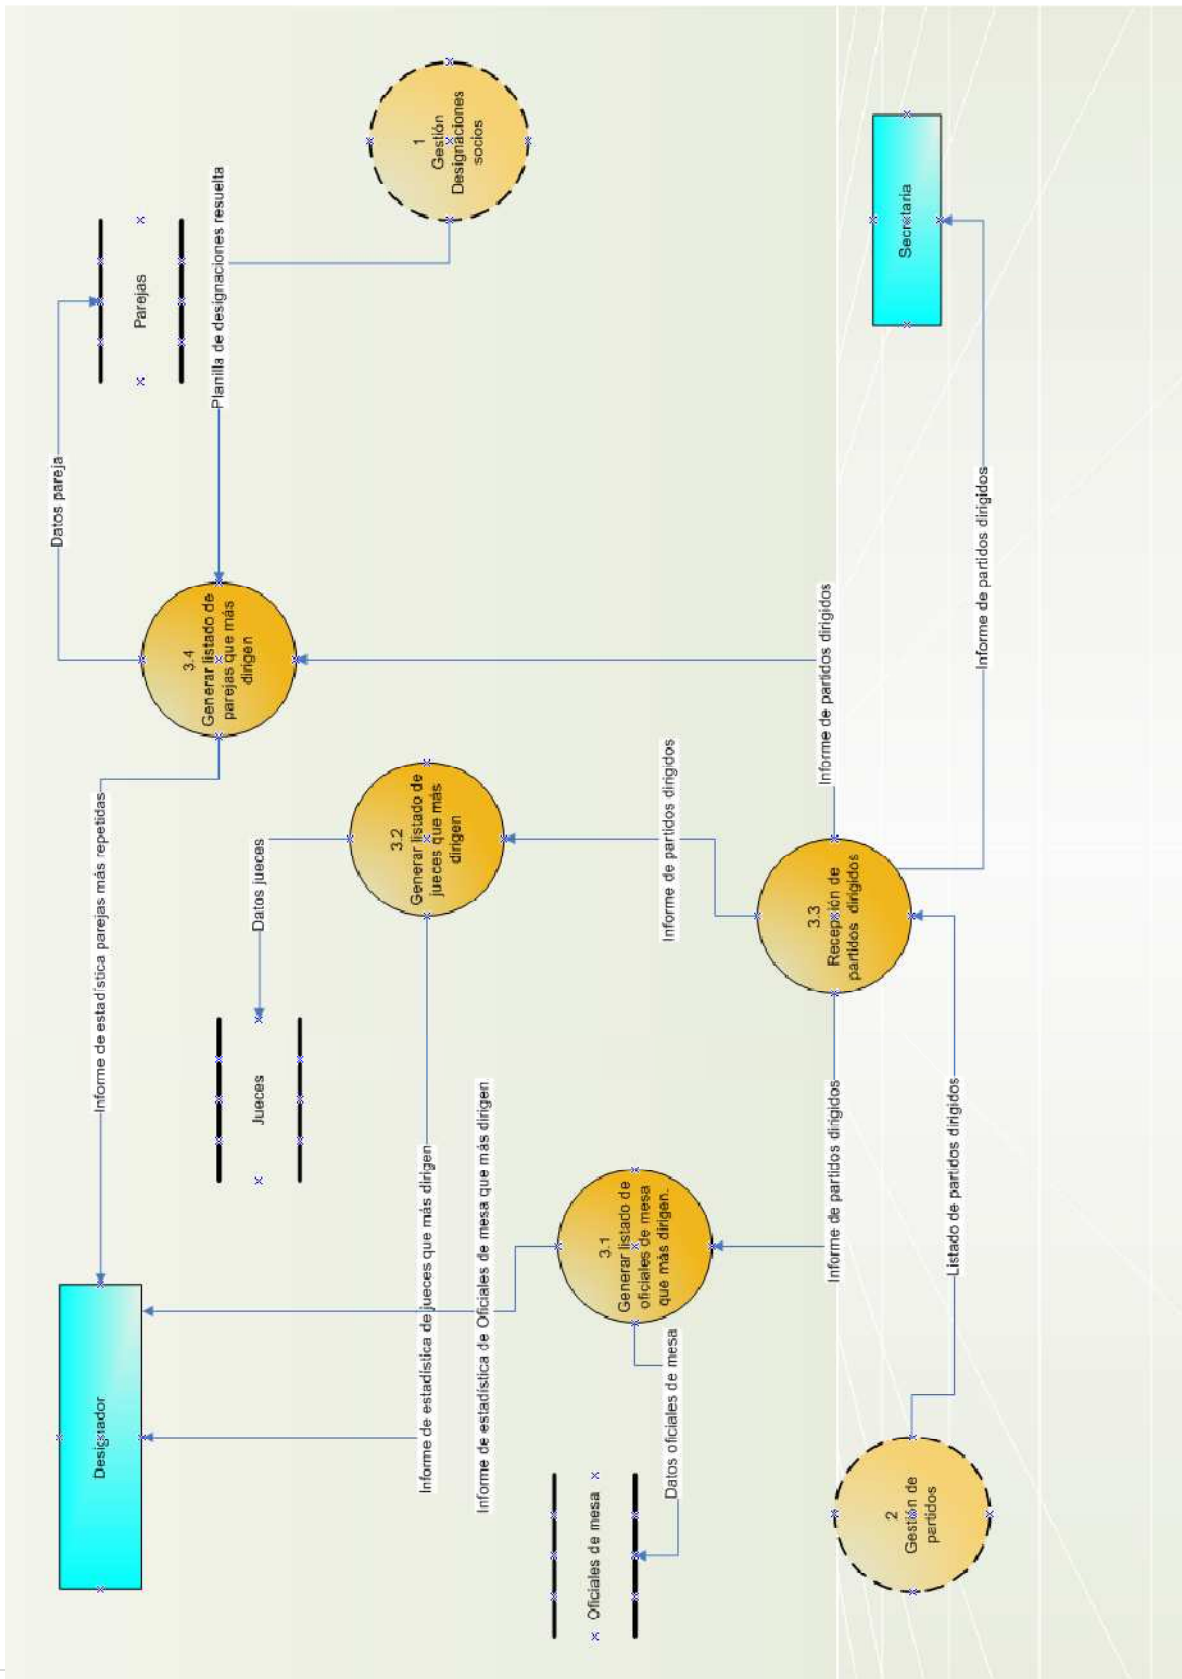 Designador
Informe de estadística parejas más repetidas
Datos pareja
Parejas
3.4
Generar listado de
parejas que más
dirigen
Planilla de designaciones resuelta
1
Gestión
Designaciones
socios
Jueces
Datos jueces
3.2
Generar listado de
jueces que más
dirigen
Informe de estadística de jueces que más dirigen
Informe de estadística de Oficiales de mesa que más dirigen
Oficiales de mesa
Datos oficiales de mesa
3.1
Generar listado de
oficiales de mesa
que más dirigen.
Informe de partidos dirigidos
Informe de partidos dirigidos
Informe de partidos dirigidos
3.3
Recepción de
partidos dirigidos
2
Gestión de
partidos
Listado de partidos dirigidos
Informe de partidos dirigidos
Secretaria